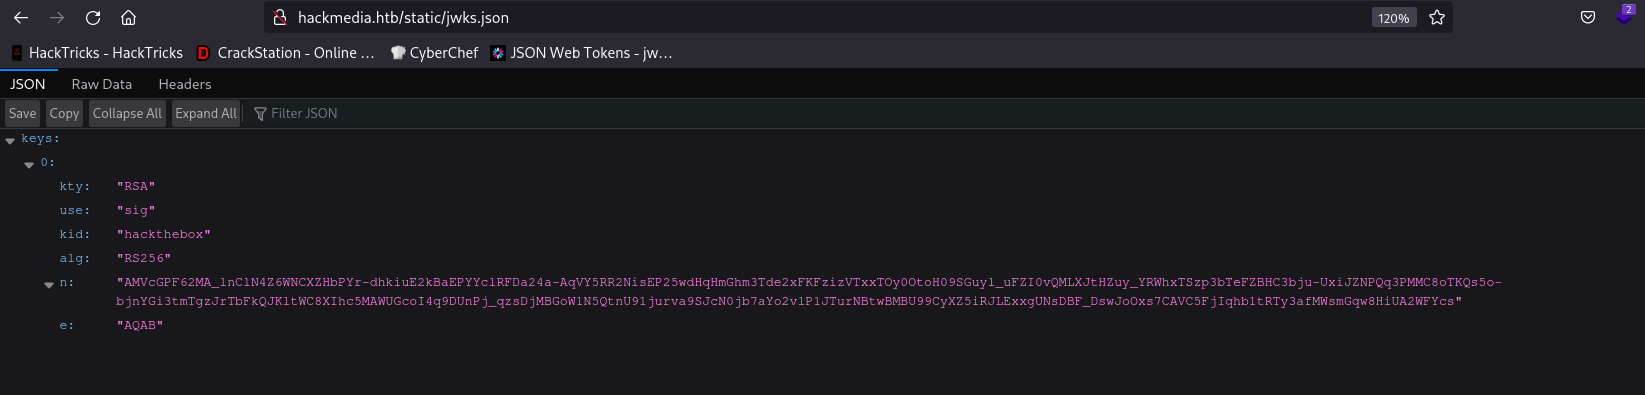 hackmedia.htb/static/jwks.json 120% 2
HackTricks - HackTricks CrackStation - Online ... CyberChef JSON Web Tokens - jw...
JSON Raw Data Headers
Save Copy Collapse All Expand All Filter JSON
keys:
0:
kty: "RSA"
use: "sig"
kid: "hackthebox"
alg: "RS256"
n: "AMVcGPF62MA_lnClN4Z6WNCXZHbPYr-dhkiuE2kBaEPYYclRFDa24a-AqVY5RR2NisEP25wdHqHmGhm3Tde2xFKFzizVTxxTOy0OtoH09SGuyl_uFZI0vQMLXJtHZuy_YRWhxTSzp3bTeFZBHC3bju-UxiJZNPQq3PMMC8oTKQs5o-
bjnYGi3tmTgzJrTbFkQJKltWC8XIhc5MAWUGcoI4q9DUnPj_qzsDjMBGoW1N5QtnU91jurva9SJcN0jb7aYo2vlP1JTurNBtwBMBU99CyXZ5iRJLExxgUNsDBF_DswJoOxs7CAVC5FjIqhb1tRTy3afMWsmGqw8HiUA2WFYcs"
e: "AQAB"